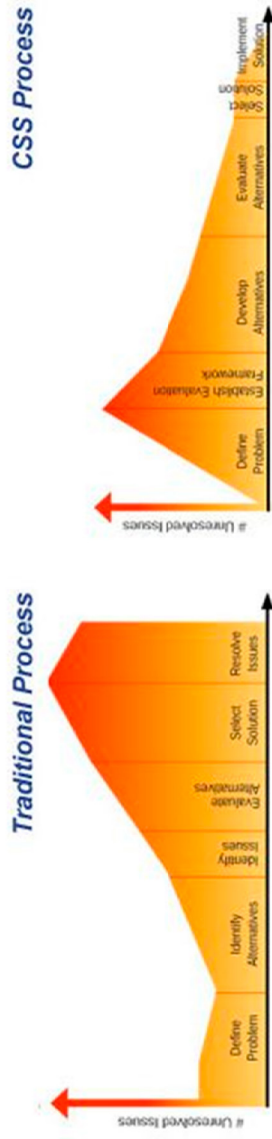 Traditional Process
# Unresolved Issues
Define
Problem
Identify
Alternatives
Identify
Issues
Evaluate
Alternatives
Select
Solution
Resolve
Issues
CSS Process
# Unresolved Issues
Define
Problem
Establish Evaluation
Framework
Develop
Alternatives
Evaluate
Alternatives
Select
Solution
Implement
Solution